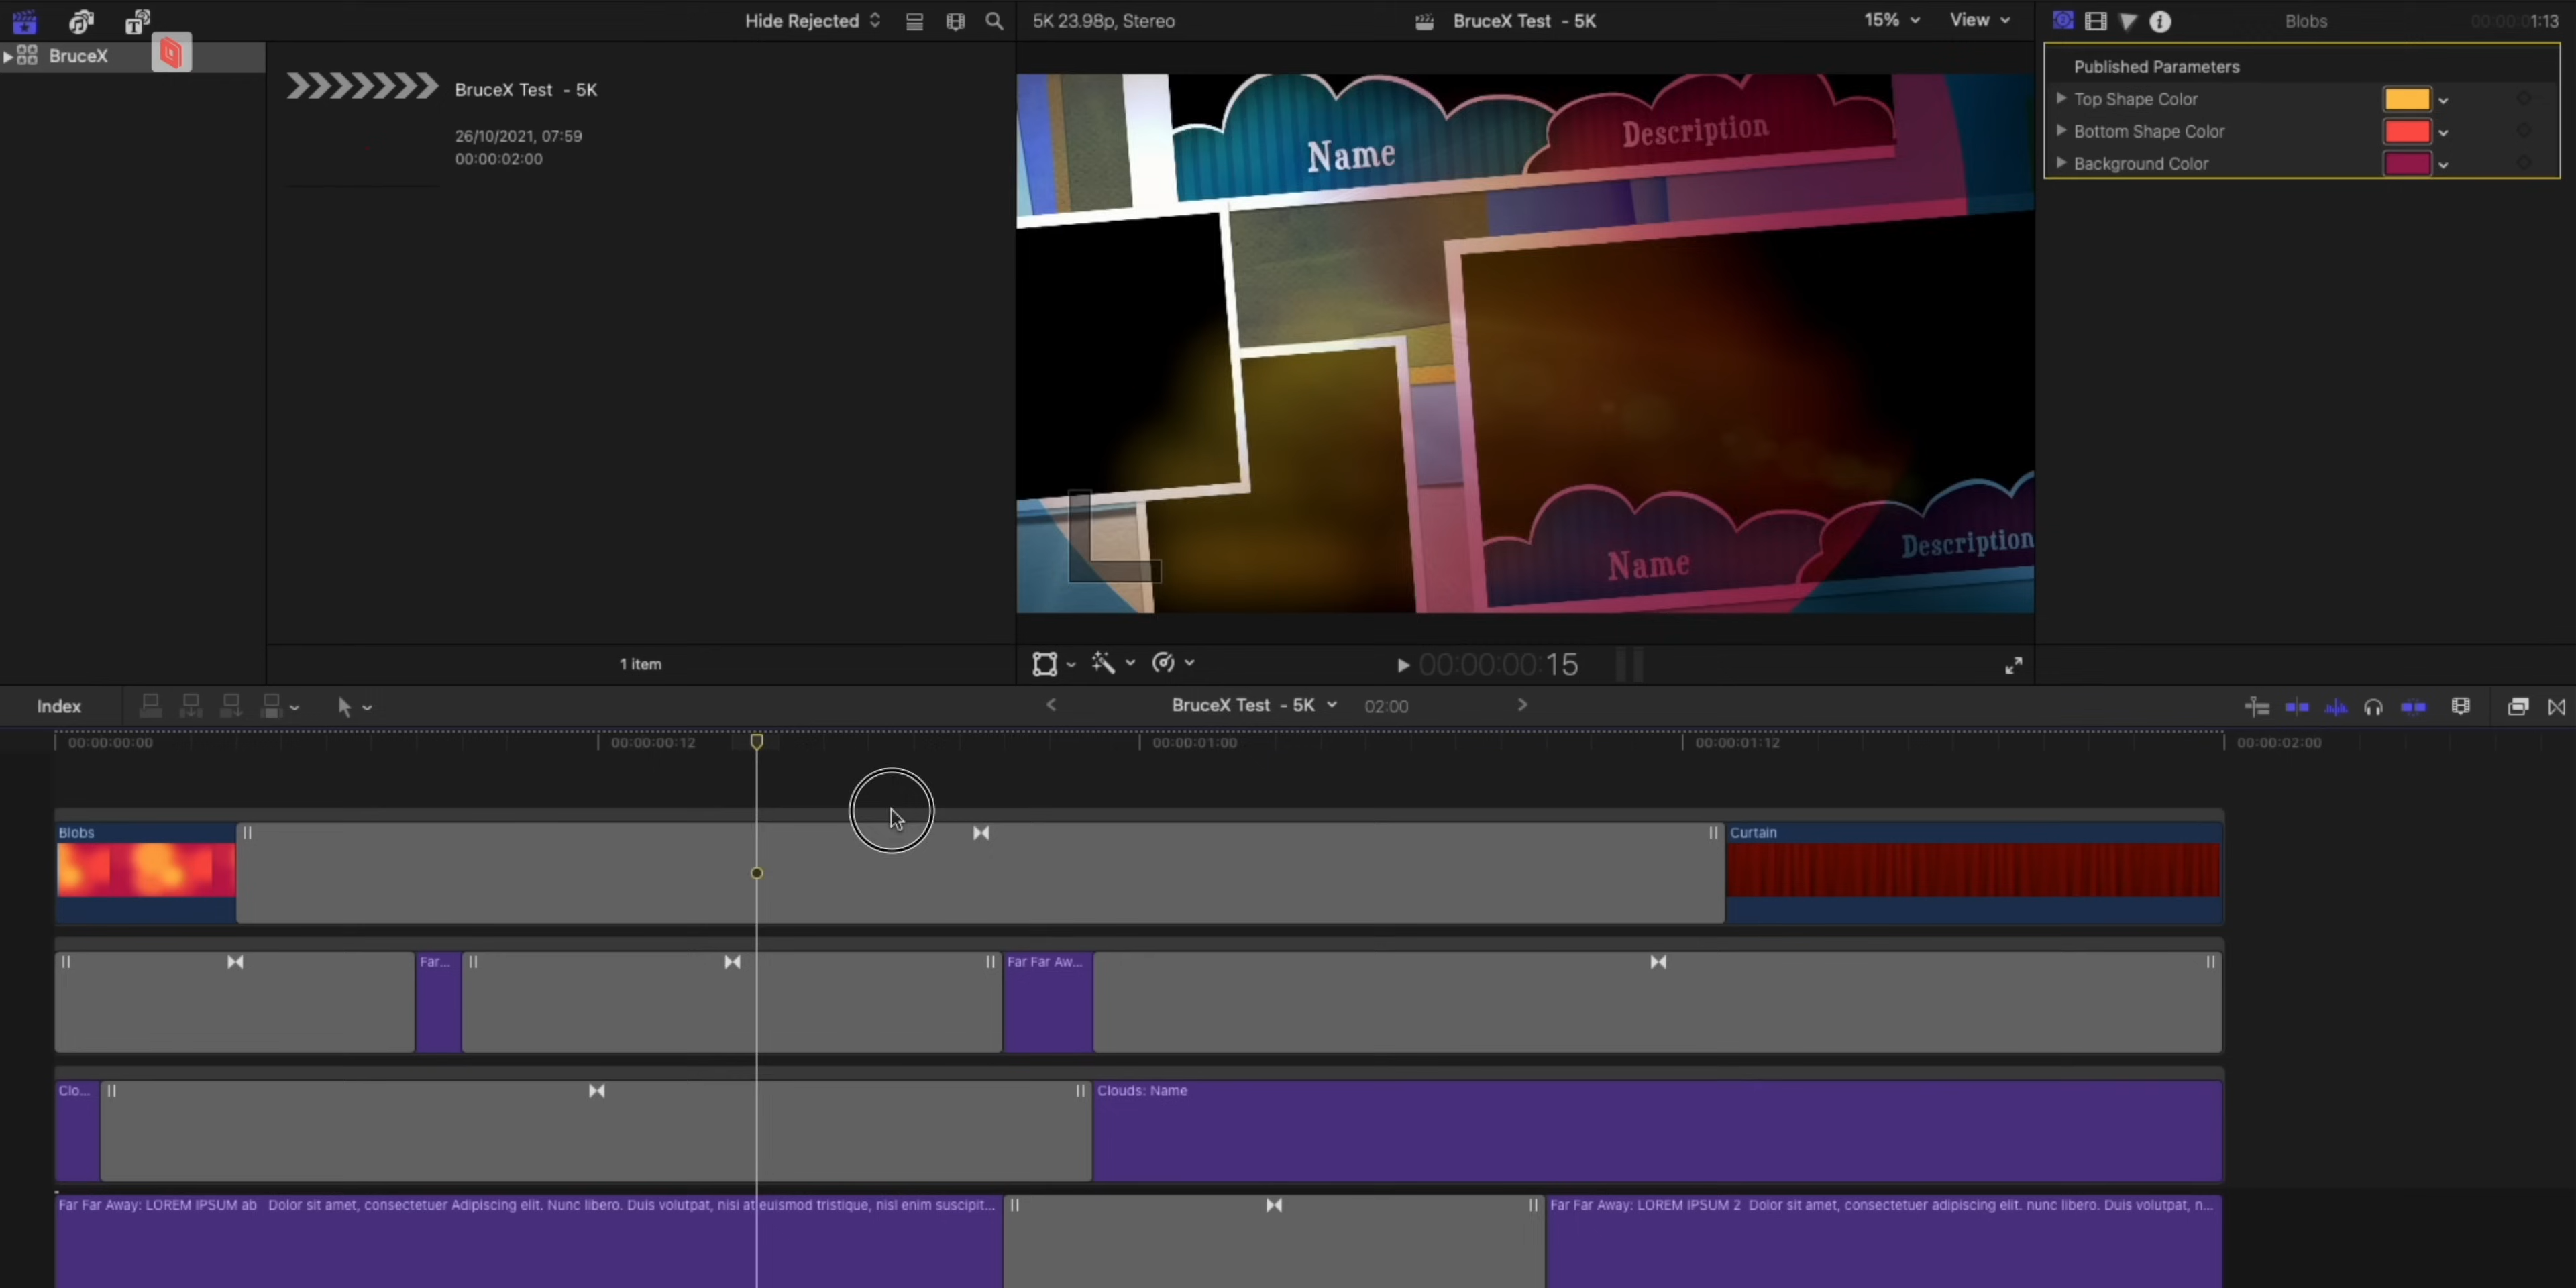 Hide Rejected
5K 23.98p, Stereo
BruceX Test - 5K
15%
View
Blobs
00:00:01:13
BruceX
BruceX Test - 5K
26/10/2021, 07:59
00:00:02:00
Published Parameters
Top Shape Color
Bottom Shape Color
Background Color
Name
Description
Name
Description
1 item
00:00:00:15
Index
BruceX Test - 5K
02:00
00:00:00:00
00:00:00:12
00:00:01:00
00:00:01:12
00:00:02:00
Blobs
Curtain
Far...
Far Far Aw...
Clo...
Clouds: Name
Far Far Away: LOREM IPSUM ab Dolor sit amet, consectetuer Adipiscing elit. Nunc libero. Duis volutpat, nisi at euismod tristique, nisl enim suscipit...
Far Far Away: LOREM IPSUM 2 Dolor sit amet, consectetuer adipiscing elit. nunc libero. Duis volutpat, n...